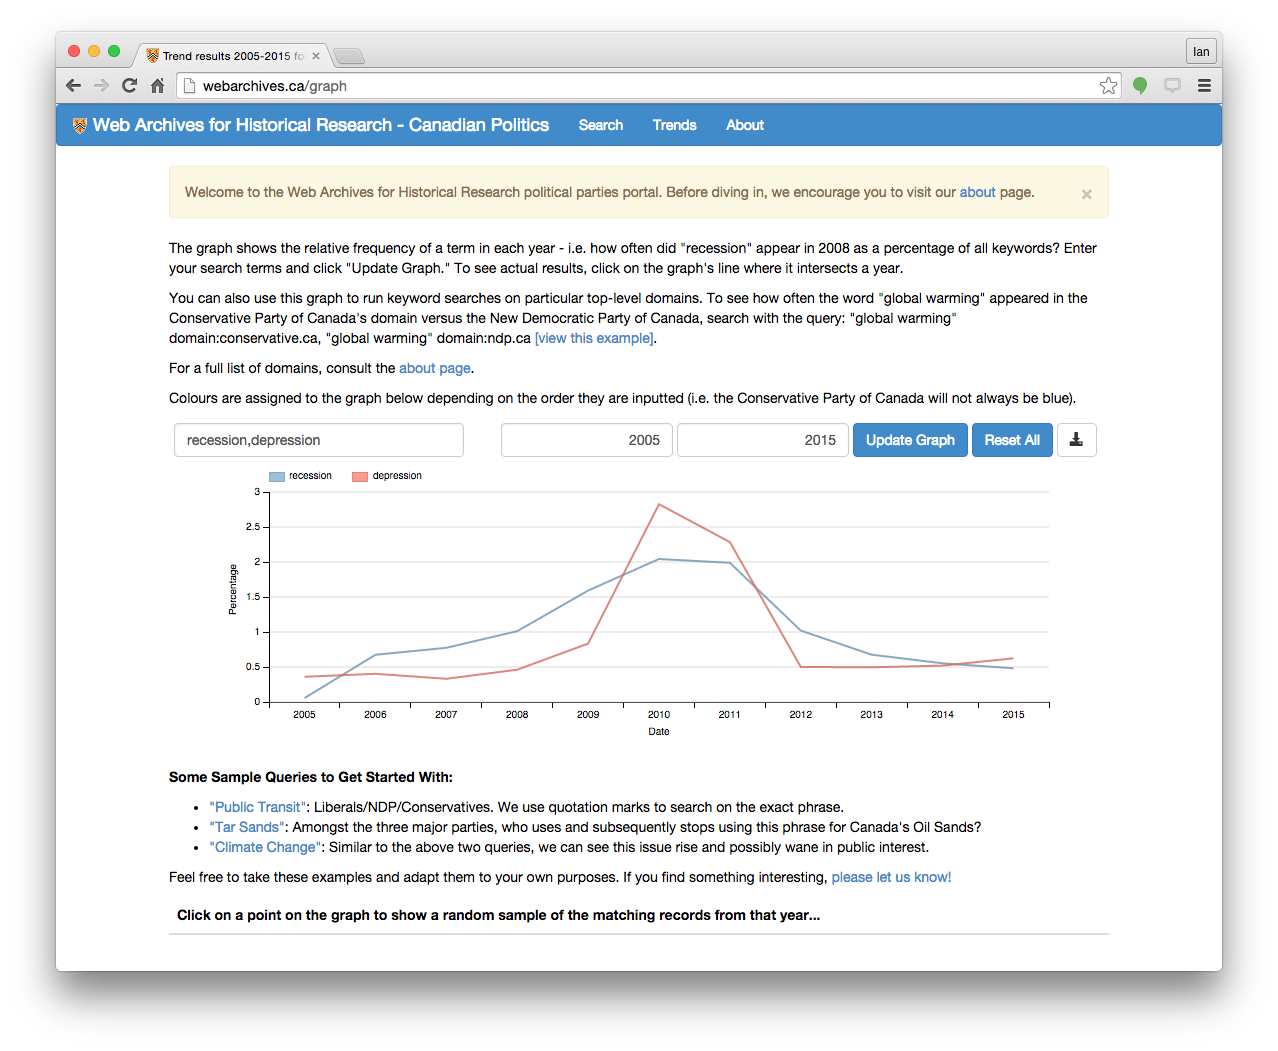 Trend results 2005-2015 fo
Ian
webarchives.ca/graph
Web Archives for Historical Research - Canadian Politics Search Trends About
Welcome to the Web Archives for Historical Research political parties portal. Before diving in, we encourage you to visit our about page. ×
The graph shows the relative frequency of a term in each year - i.e. how often did "recession" appear in 2008 as a percentage of all keywords? Enter
your search terms and click "Update Graph." To see actual results, click on the graph's line where it intersects a year.
You can also use this graph to run keyword searches on particular top-level domains. To see how often the word "global warming" appeared in the
Conservative Party of Canada's domain versus the New Democratic Party of Canada, search with the query: "global warming"
domain:conservative.ca, "global warming" domain:ndp.ca [view this example].
For a full list of domains, consult the about page.
Colours are assigned to the graph below depending on the order they are inputted (i.e. the Conservative Party of Canada will not always be blue).
recession,depression 2005 2015 Update Graph Reset All
recession depression
3
2.5
2
1.5
1
0.5
0
Percentage
2005 2006 2007 2008 2009 2010 2011 2012 2013 2014 2015
Date
Some Sample Queries to Get Started With:
• "Public Transit": Liberals/NDP/Conservatives. We use quotation marks to search on the exact phrase.
• "Tar Sands": Amongst the three major parties, who uses and subsequently stops using this phrase for Canada's Oil Sands?
• "Climate Change": Similar to the above two queries, we can see this issue rise and possibly wane in public interest.
Feel free to take these examples and adapt them to your own purposes. If you find something interesting, please let us know!
Click on a point on the graph to show a random sample of the matching records from that year...